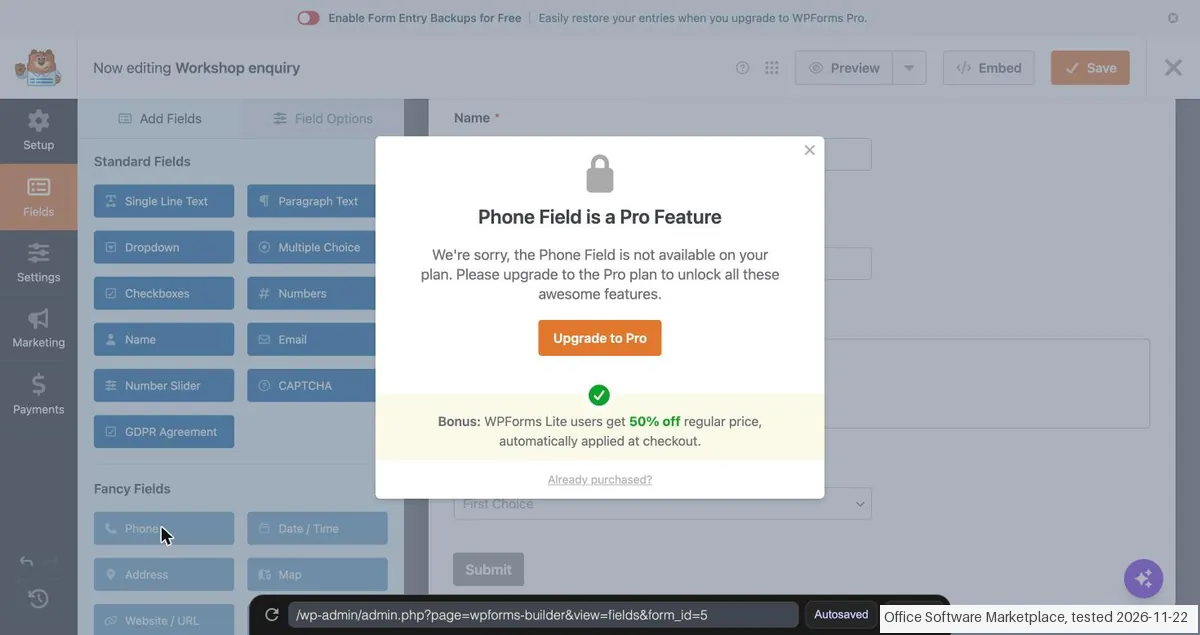 Enable Form Entry Backups for Free | Easily restore your entries when you upgrade to WPForms Pro.
Now editing Workshop enquiry
Preview
Embed
Save
Setup
Fields
Settings
Marketing
Payments
Add Fields
Field Options
Standard Fields
Single Line Text
Paragraph Text
Dropdown
Multiple Choice
Checkboxes
Numbers
Name
Email
Number Slider
CAPTCHA
GDPR Agreement
Fancy Fields
Phone
Date / Time
Address
Map
Website / URL
Name *
Phone Field is a Pro Feature
We're sorry, the Phone Field is not available on your
plan. Please upgrade to the Pro plan to unlock all these
awesome features.
Upgrade to Pro
Bonus: WPForms Lite users get 50% off regular price,
automatically applied at checkout.
Already purchased?
First Choice
Submit
/wp-admin/admin.php?page=wpforms-builder&view=fields&form_id=5
Autosaved
Office Software Marketplace, tested 2026-11-22